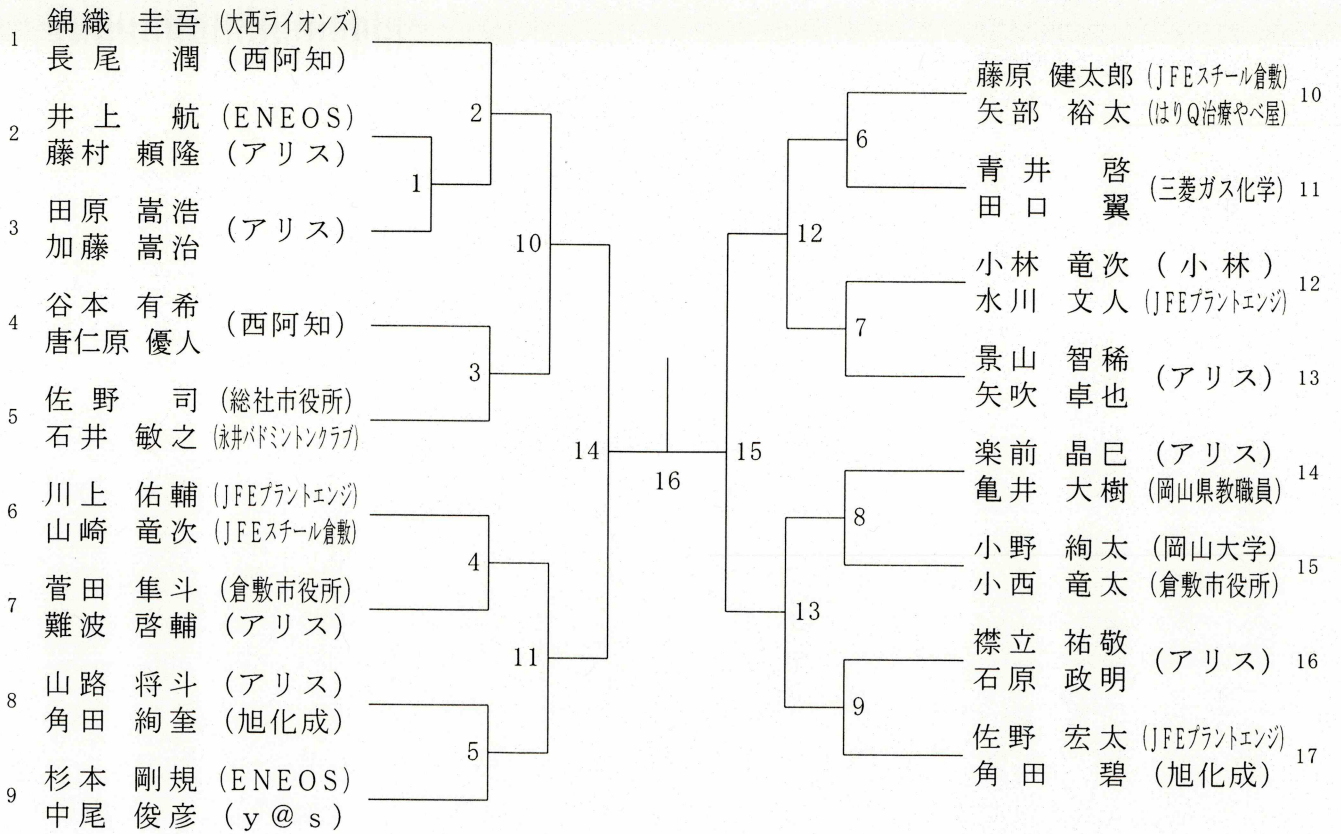 1 錦織 圭吾 (大西ライオンズ)
長尾 潤 (西阿知)
2 井上 航 (ENEOS)
藤村 頼隆 (アリス)
3 田原 嵩浩
加藤 嵩治 (アリス)
4 谷本 有希
唐仁原 優人 (西阿知)
5 佐野 司 (総社市役所)
石井 敏之 (永井バドミントンクラブ)
6 川上 佑輔 (JFEプラントエンジ)
山崎 竜次 (JFEスチール倉敷)
7 菅田 隼斗 (倉敷市役所)
難波 啓輔 (アリス)
8 山路 将斗 (アリス)
角田 絢奎 (旭化成)
9 杉本 剛規 (ENEOS)
中尾 俊彦 (y@s)
2
1
10
3
14
4
11
5
16
6
12
7
15
8
13
9
藤原 健太郎 (JFEスチール倉敷) 10
矢部 裕太 (はりQ治療やべ屋)
青井 啓
田口 翼 (三菱ガス化学) 11
小林 竜次 (小林) 12
水川 文人 (JFEプラントエンジ)
景山 智稀
矢吹 卓也 (アリス) 13
楽前 晶巳 (アリス) 14
亀井 大樹 (岡山県教職員)
小野 絢太 (岡山大学) 15
小西 竜太 (倉敷市役所)
襟立 祐敬
石原 政明 (アリス) 16
佐野 宏太 (JFEプラントエンジ) 17
角田 碧 (旭化成)